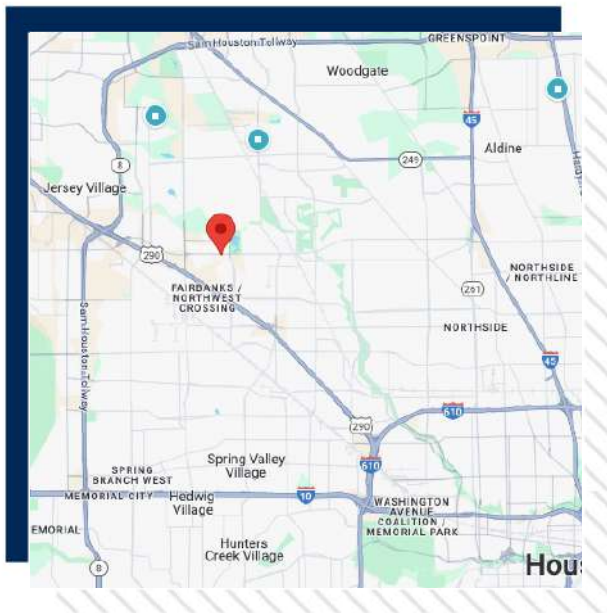 GREENSPOINT
Sam Houston Tollway
Woodgate
45
Aldine
249
8
Jersey Village
290
NORTHSIDE
/ NORTHLINE
FAIRBANKS /
NORTHWEST
CROSSING
261
NORTHSIDE
Sam Houston Tollway
45
610
290
610
Spring Valley
Village
SPRING
BRANCH WEST
MEMORIAL CITY
Hedwig
Village
10
WASHINGTON
AVENUE
COALITION /
MEMORIAL PARK
EMORIAL
Hunters
Creek Village
Hous
8